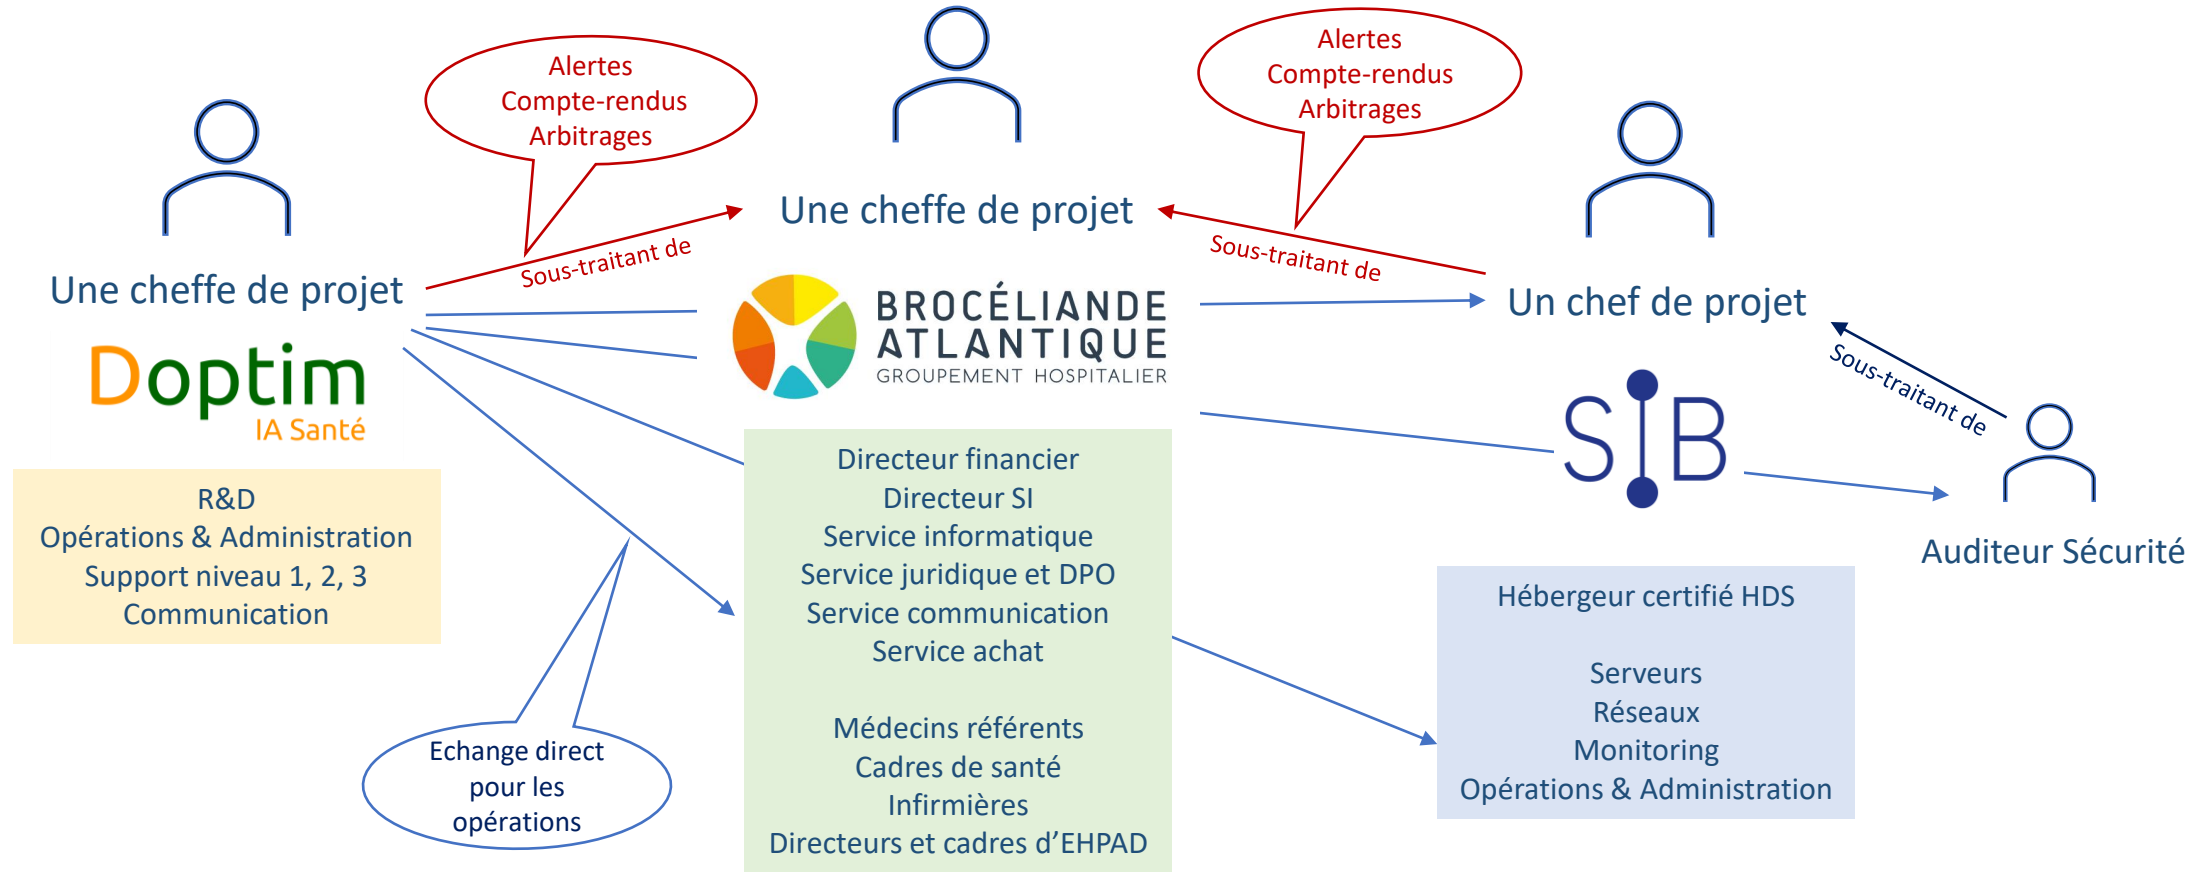 Alertes
Compte-rendus
Arbitrages
Alertes
Compte-rendus
Arbitrages
Une cheffe de projet
Sous-traitant de
Une cheffe de projet
Sous-traitant de
Un chef de projet
Sous-traitant de
Doptim
IA Santé
BROCÉLIANDE
ATLANTIQUE
GROUPEMENT HOSPITALIER
SIB
Auditeur Sécurité
R&D
Opérations & Administration
Support niveau 1, 2, 3
Communication
Directeur financier
Directeur SI
Service informatique
Service juridique et DPO
Service communication
Service achat
Médecins référents
Cadres de santé
Infirmières
Directeurs et cadres d’EHPAD
Hébergeur certifié HDS
Serveurs
Réseaux
Monitoring
Opérations & Administration
Echange direct
pour les
opérations